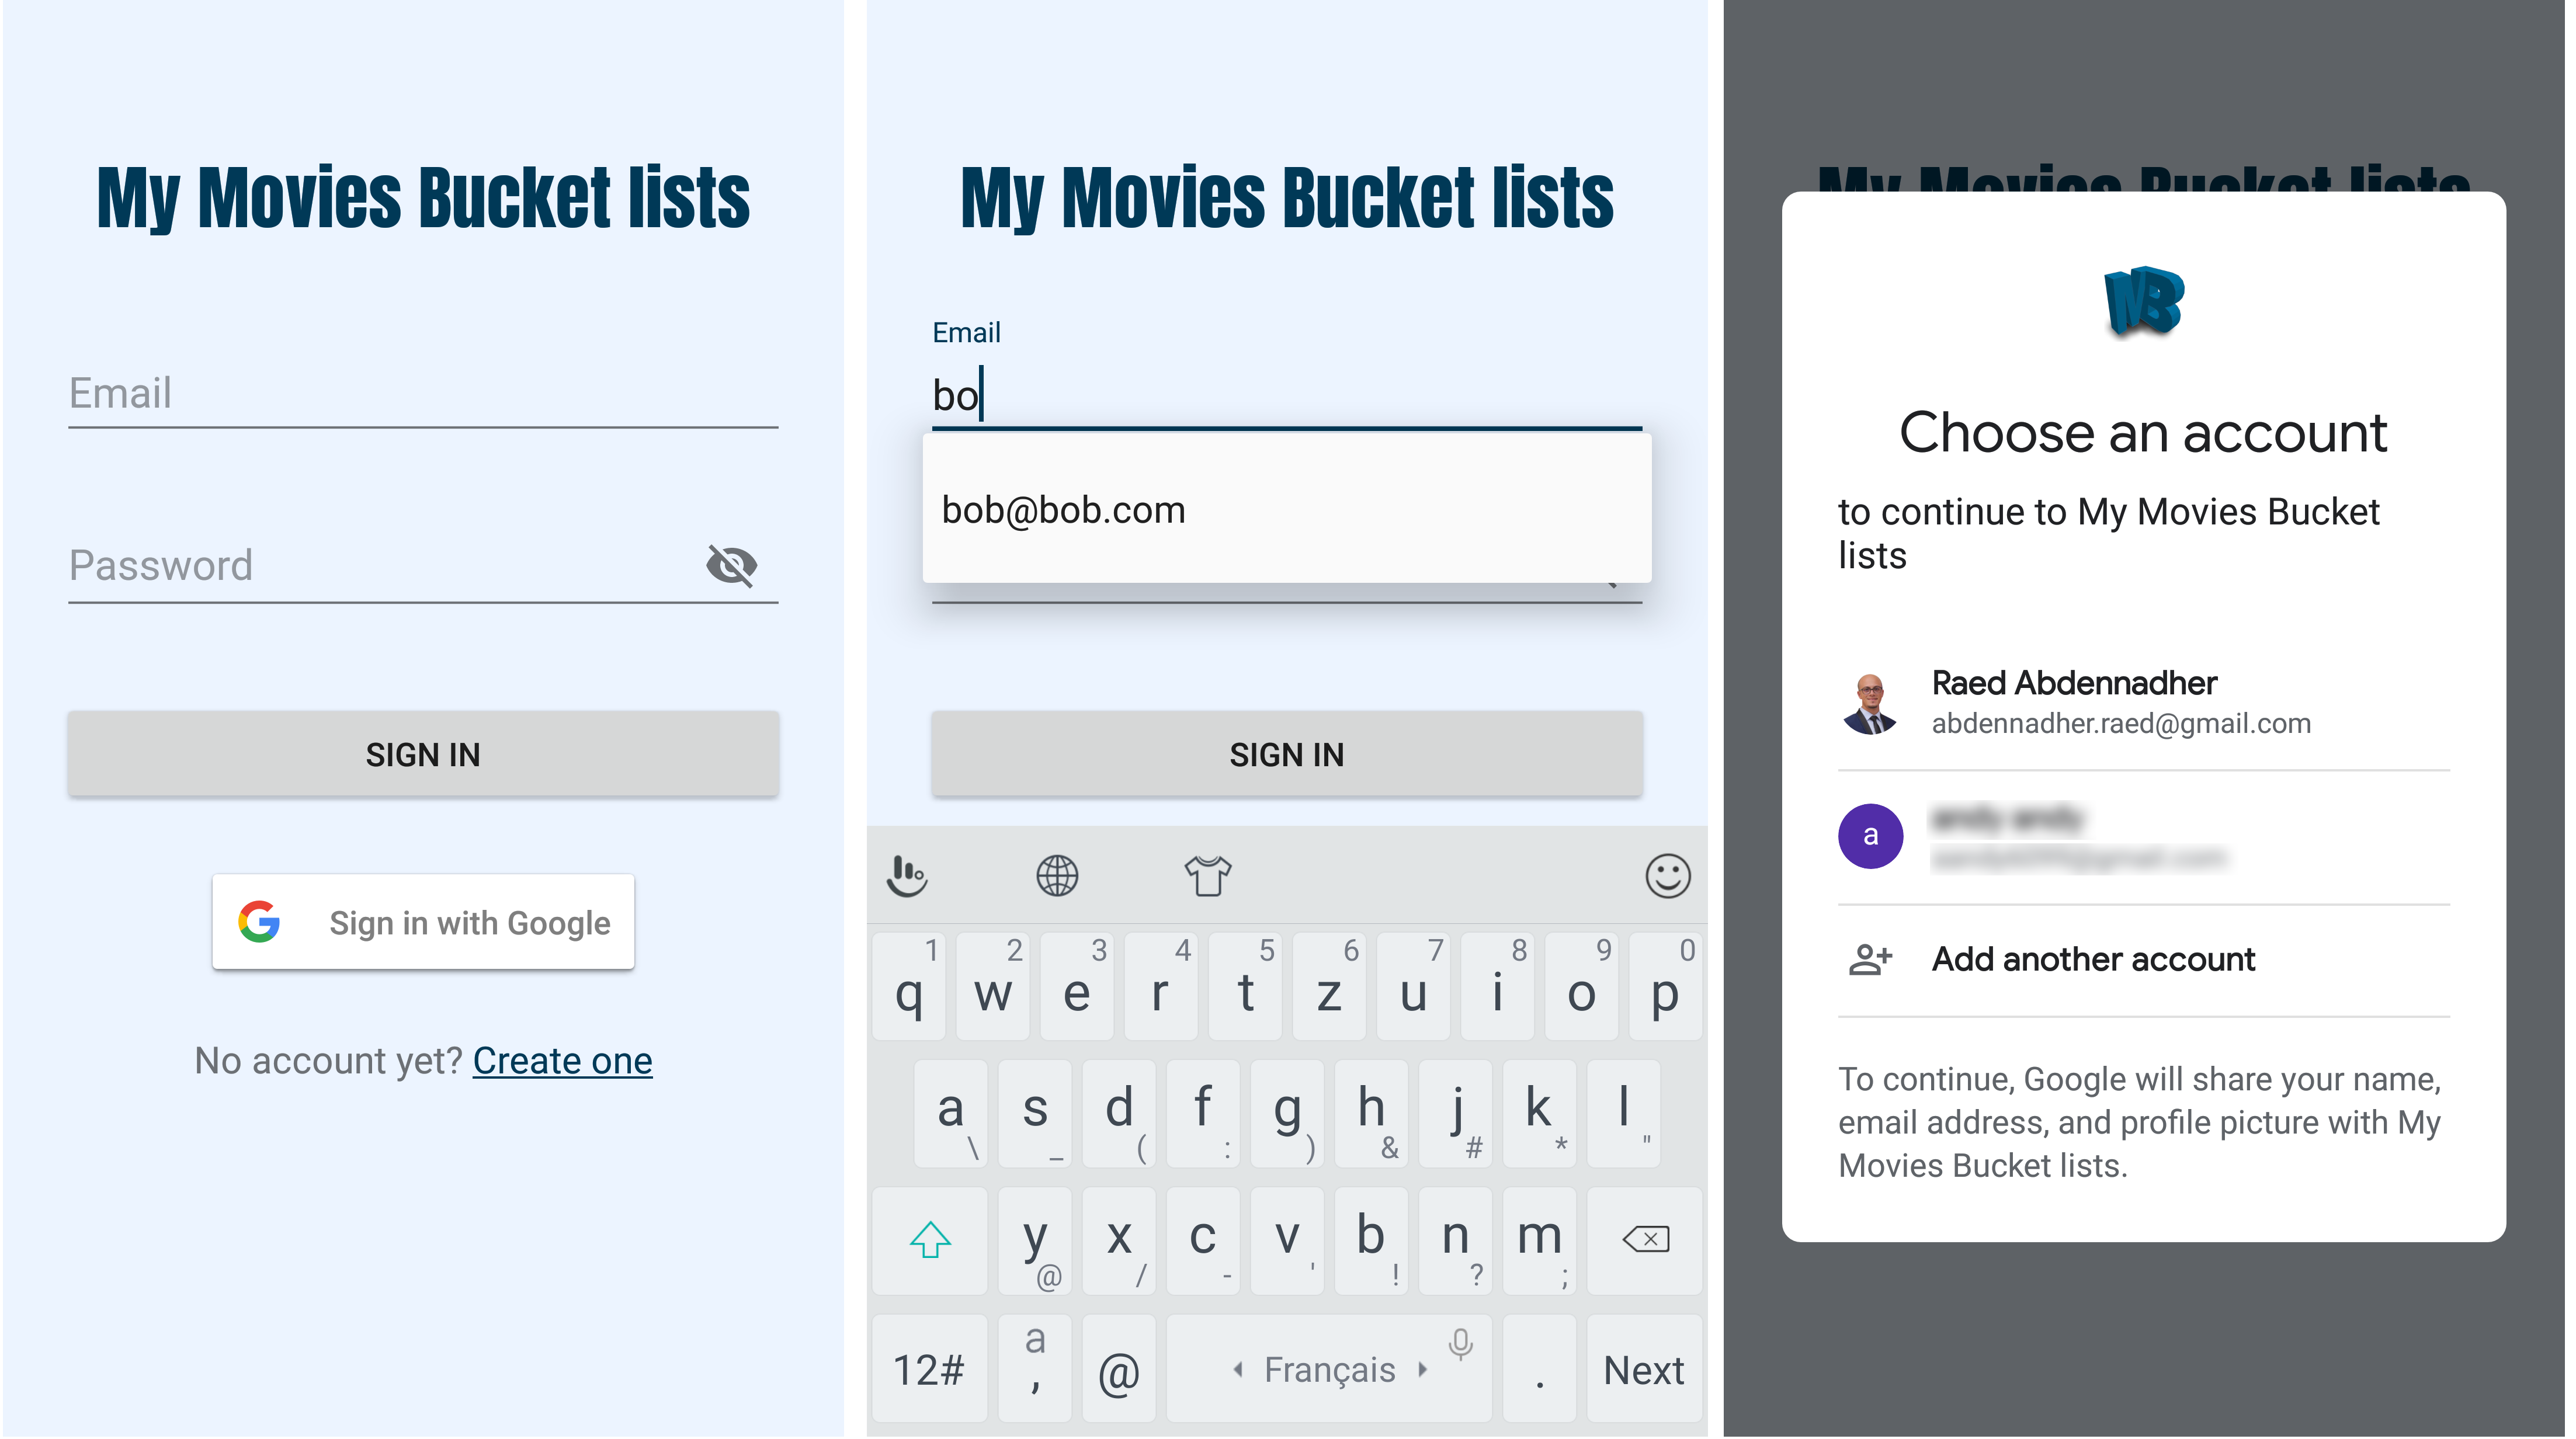 My Movies Bucket lists
Email
Password
SIGN IN
Sign in with Google
No account yet? Create one
My Movies Bucket lists
Email
bo
bob@bob.com
SIGN IN
1 2 3 4 5 6 7 8 9 0
q w e r t z u i o p
a s d f g h j k l
\ _ ( : ) & # * "
y x c v b n m
@ / - ' ! ? ;
a
12# , @ Français . Next
My Movies Bucket lists
MB
Choose an account
to continue to My Movies Bucket
lists
Raed Abdennadher
abdennadher.raed@gmail.com
a
Add another account
To continue, Google will share your name,
email address, and profile picture with My
Movies Bucket lists.